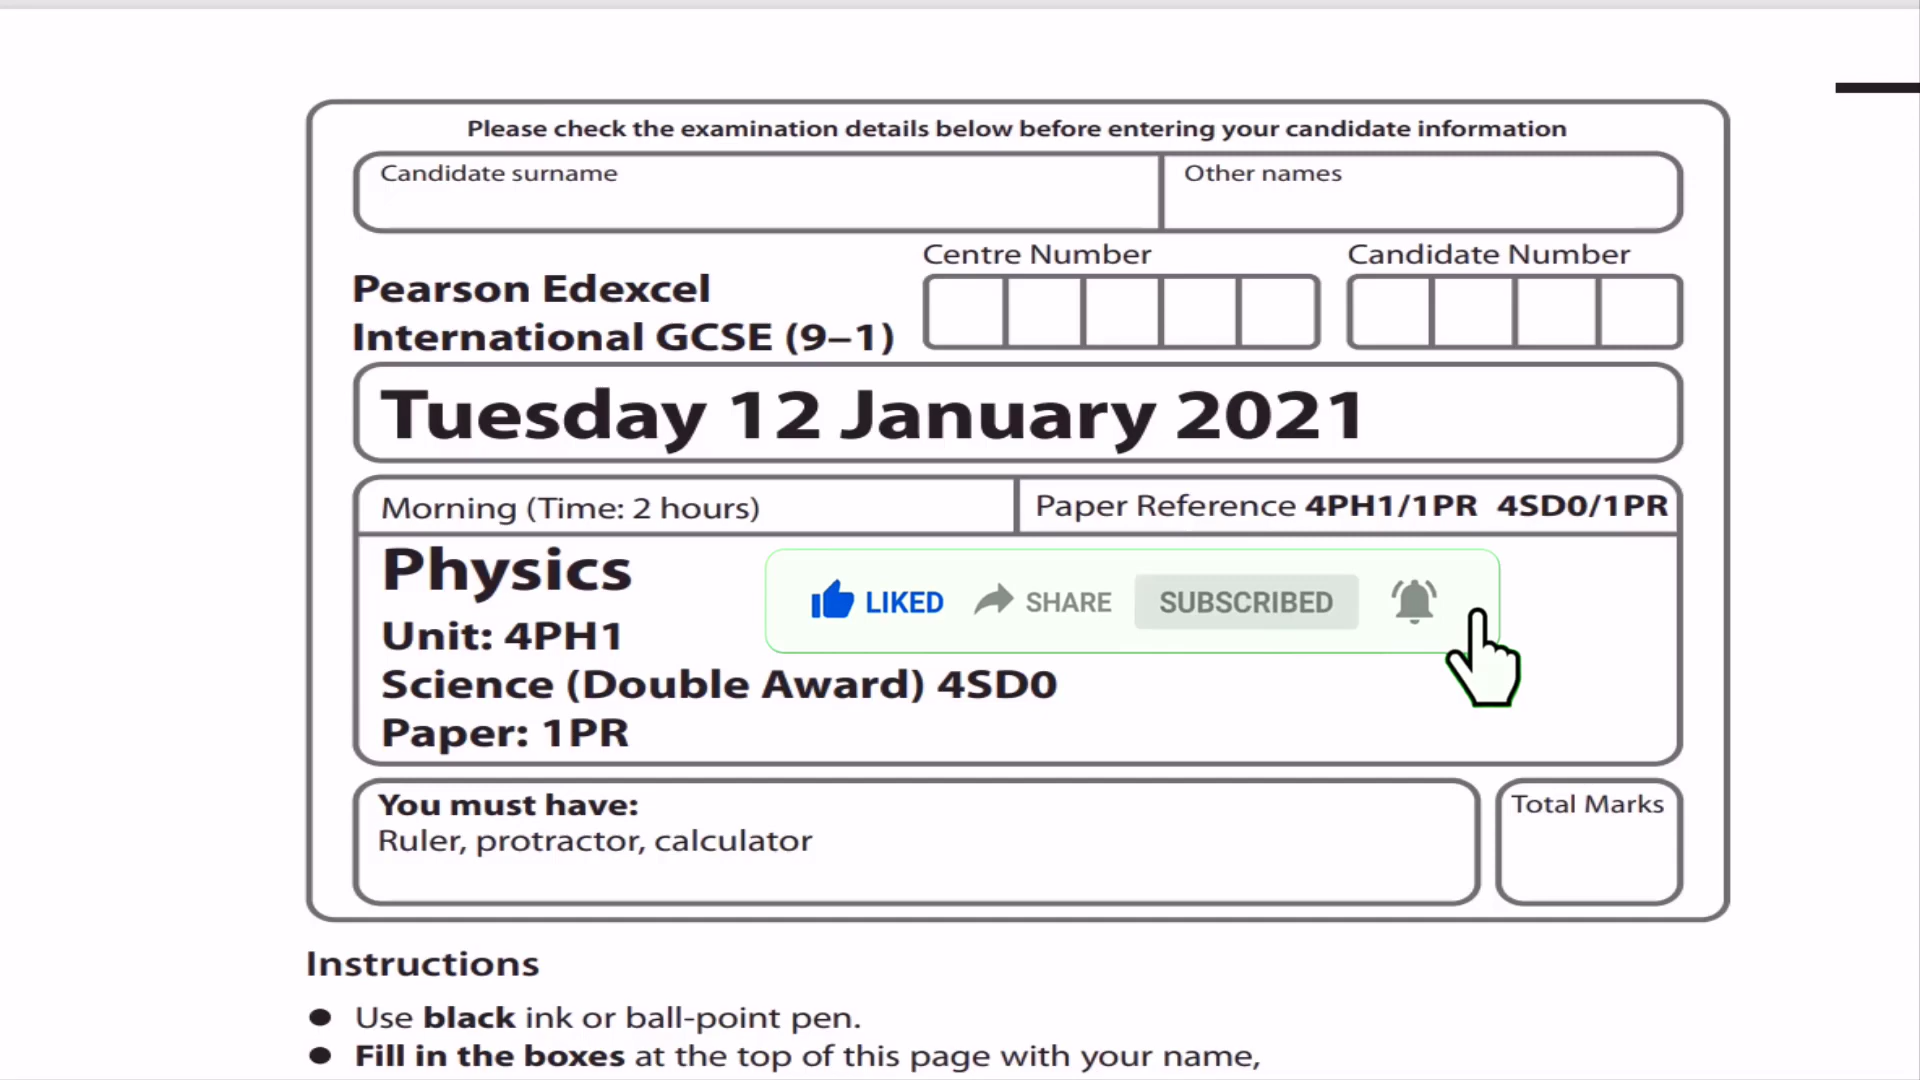 Please check the examination details below before entering your candidate information
Candidate surname
Other names
Centre Number
Candidate Number
Pearson Edexcel
International GCSE (9–1)
Tuesday 12 January 2021
Morning (Time: 2 hours)
Paper Reference 4PH1/1PR 4SD0/1PR
Physics
LIKED SHARE SUBSCRIBED
Unit: 4PH1
Science (Double Award) 4SD0
Paper: 1PR
You must have:
Ruler, protractor, calculator
Total Marks
Instructions
● Use black ink or ball-point pen.
● Fill in the boxes at the top of this page with your name,